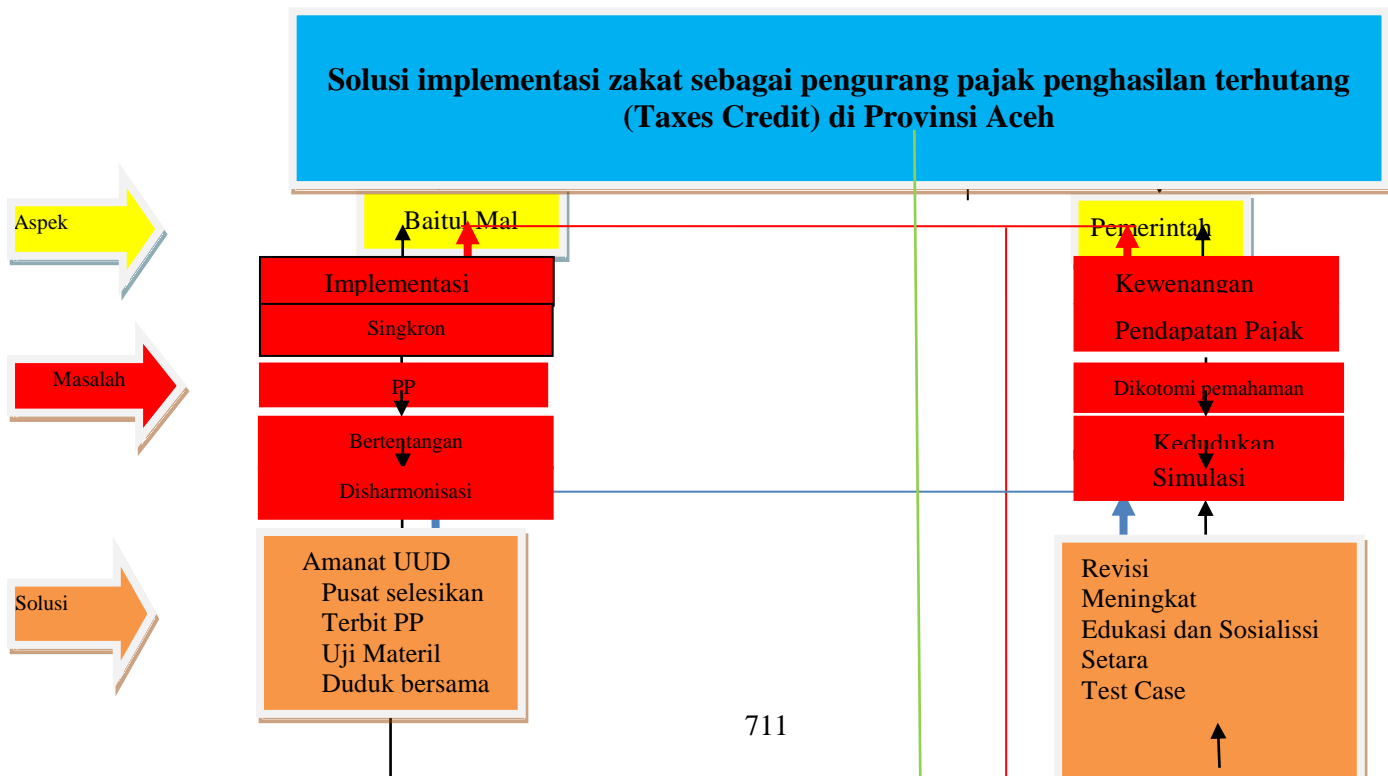 Solusi implementasi zakat sebagai pengurang pajak penghasilan terhutang
(Taxes Credit) di Provinsi Aceh
Aspek
Baitul Mal
Pemerintah
Masalah
Implementasi
Singkron
PP
Bertentangan
Disharmonisasi
Kewenangan
Pendapatan Pajak
Dikotomi pemahaman
Kedudukan
Simulasi
Solusi
Amanat UUD
Pusat selesikan
Terbit PP
Uji Materil
Duduk bersama
Revisi
Meningkat
Edukasi dan Sosialissi
Setara
Test Case
711